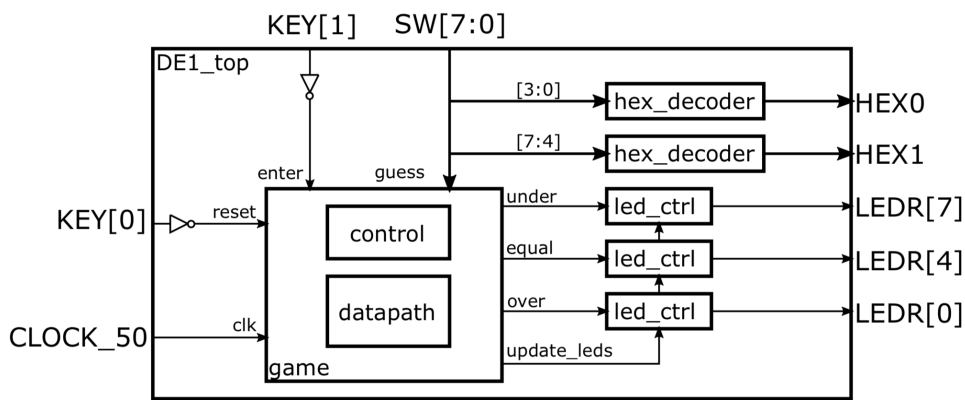 KEY[1] SW[7:0]
DE1_top
[3:0]
hex_decoder
HEX0
[7:4]
hex_decoder
HEX1
enter
guess
under
led_ctrl
LEDR[7]
KEY[0]
reset
control
equal
led_ctrl
LEDR[4]
datapath
over
led_ctrl
LEDR[0]
CLOCK_50
clk
update_leds
game